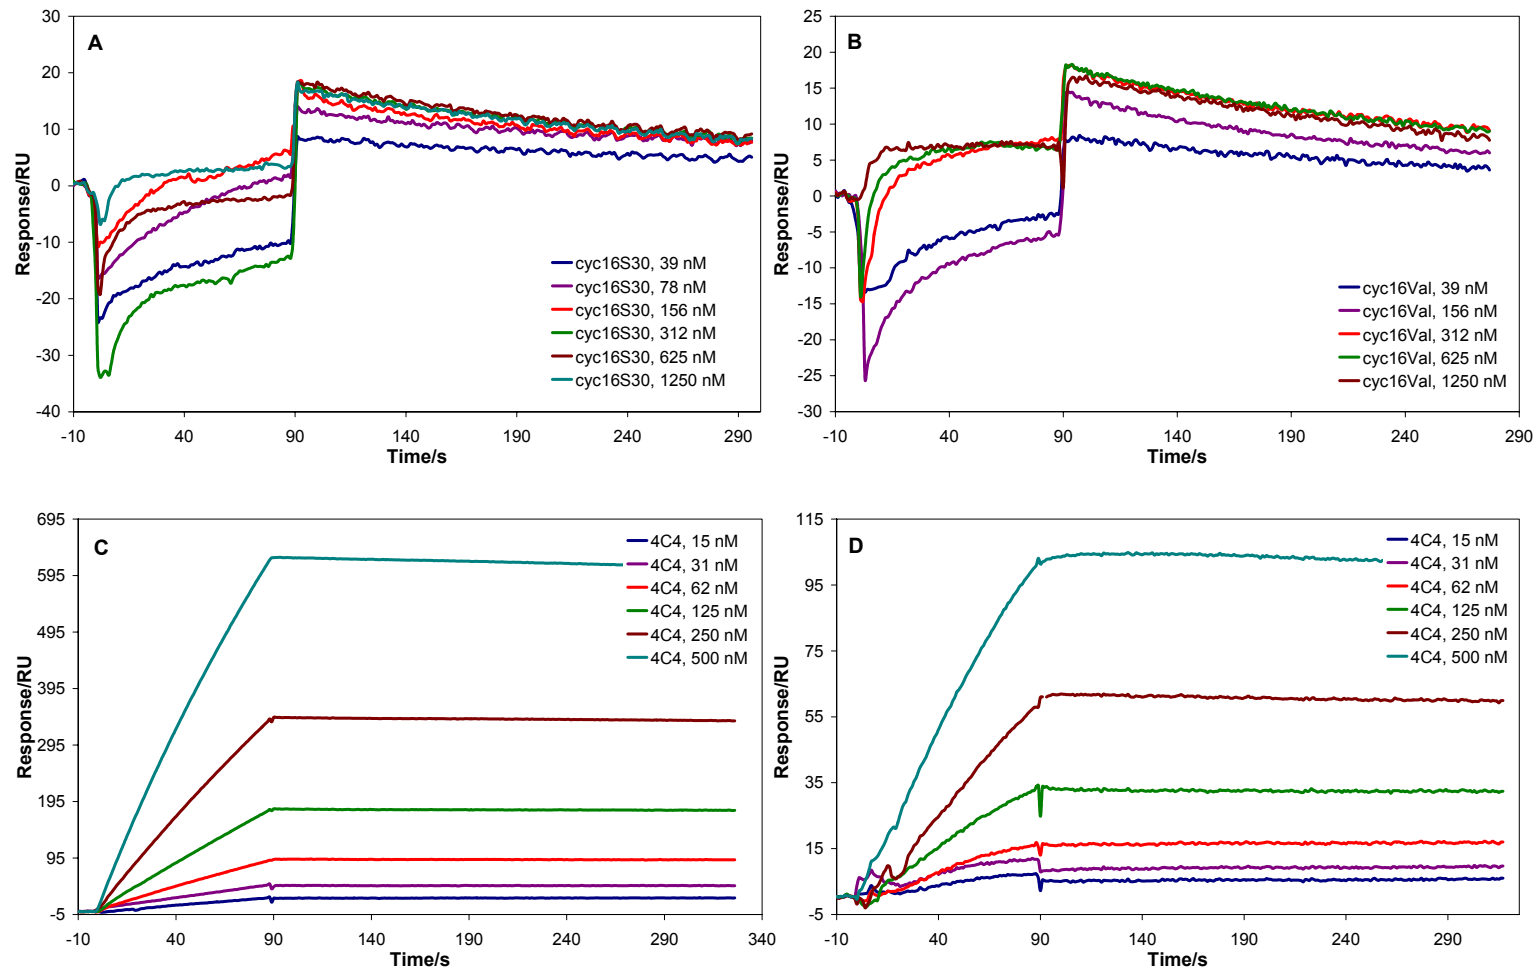 A
Response/RU
30
20
10
0
-10
-20
-30
-40
-10 40 90 140 190 240 290
Time/s
cyc16S30, 39 nM
cyc16S30, 78 nM
cyc16S30, 156 nM
cyc16S30, 312 nM
cyc16S30, 625 nM
cyc16S30, 1250 nM
B
Response/RU
25
20
15
10
5
0
-5
-10
-15
-20
-25
-30
-10 40 90 140 190 240 290
Time/s
cyc16Val, 39 nM
cyc16Val, 156 nM
cyc16Val, 312 nM
cyc16Val, 625 nM
cyc16Val, 1250 nM
C
Response/RU
695
595
495
395
295
195
95
-5
-10 40 90 140 190 240 290 340
Time/s
4C4, 15 nM
4C4, 31 nM
4C4, 62 nM
4C4, 125 nM
4C4, 250 nM
4C4, 500 nM
D
Response/RU
115
95
75
55
35
15
-5
-10 40 90 140 190 240 290
Time/s
4C4, 15 nM
4C4, 31 nM
4C4, 62 nM
4C4, 125 nM
4C4, 250 nM
4C4, 500 nM